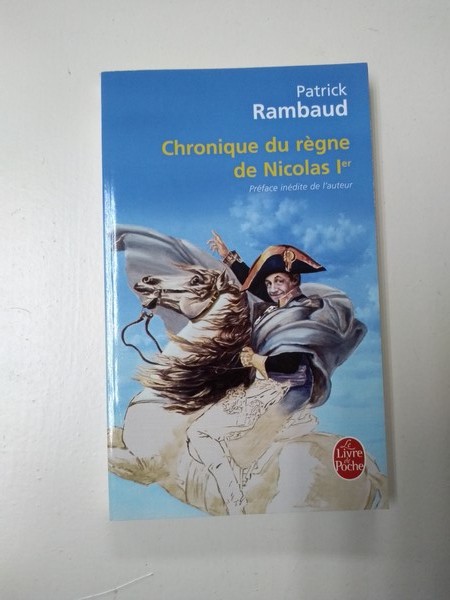 Patrick
Rambaud
Chronique du règne
de Nicolas Ier
Préface inédite de l'auteur
Le
Livre
de
Poche